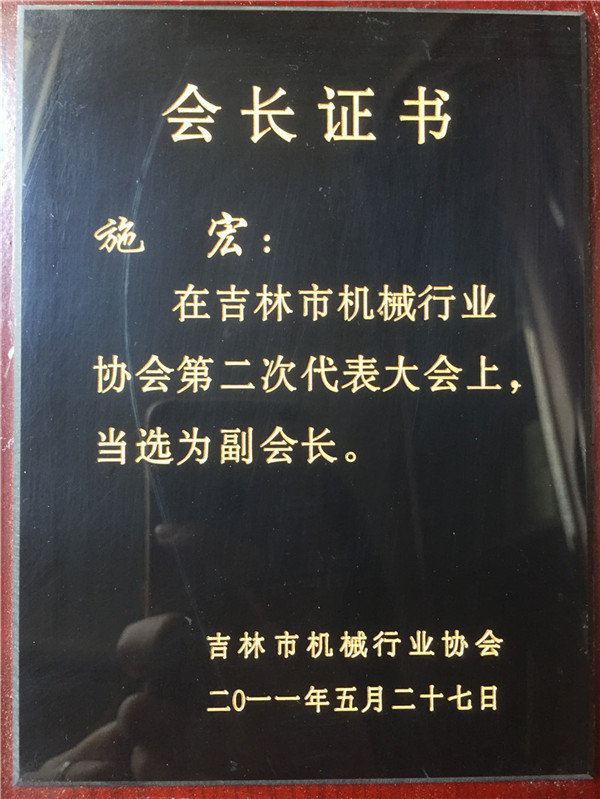 会长证书
施 宏：
在吉林市机械行业
协会第二次代表大会上，
当选为副会长。
吉林市机械行业协会
二0一一年五月二十七日